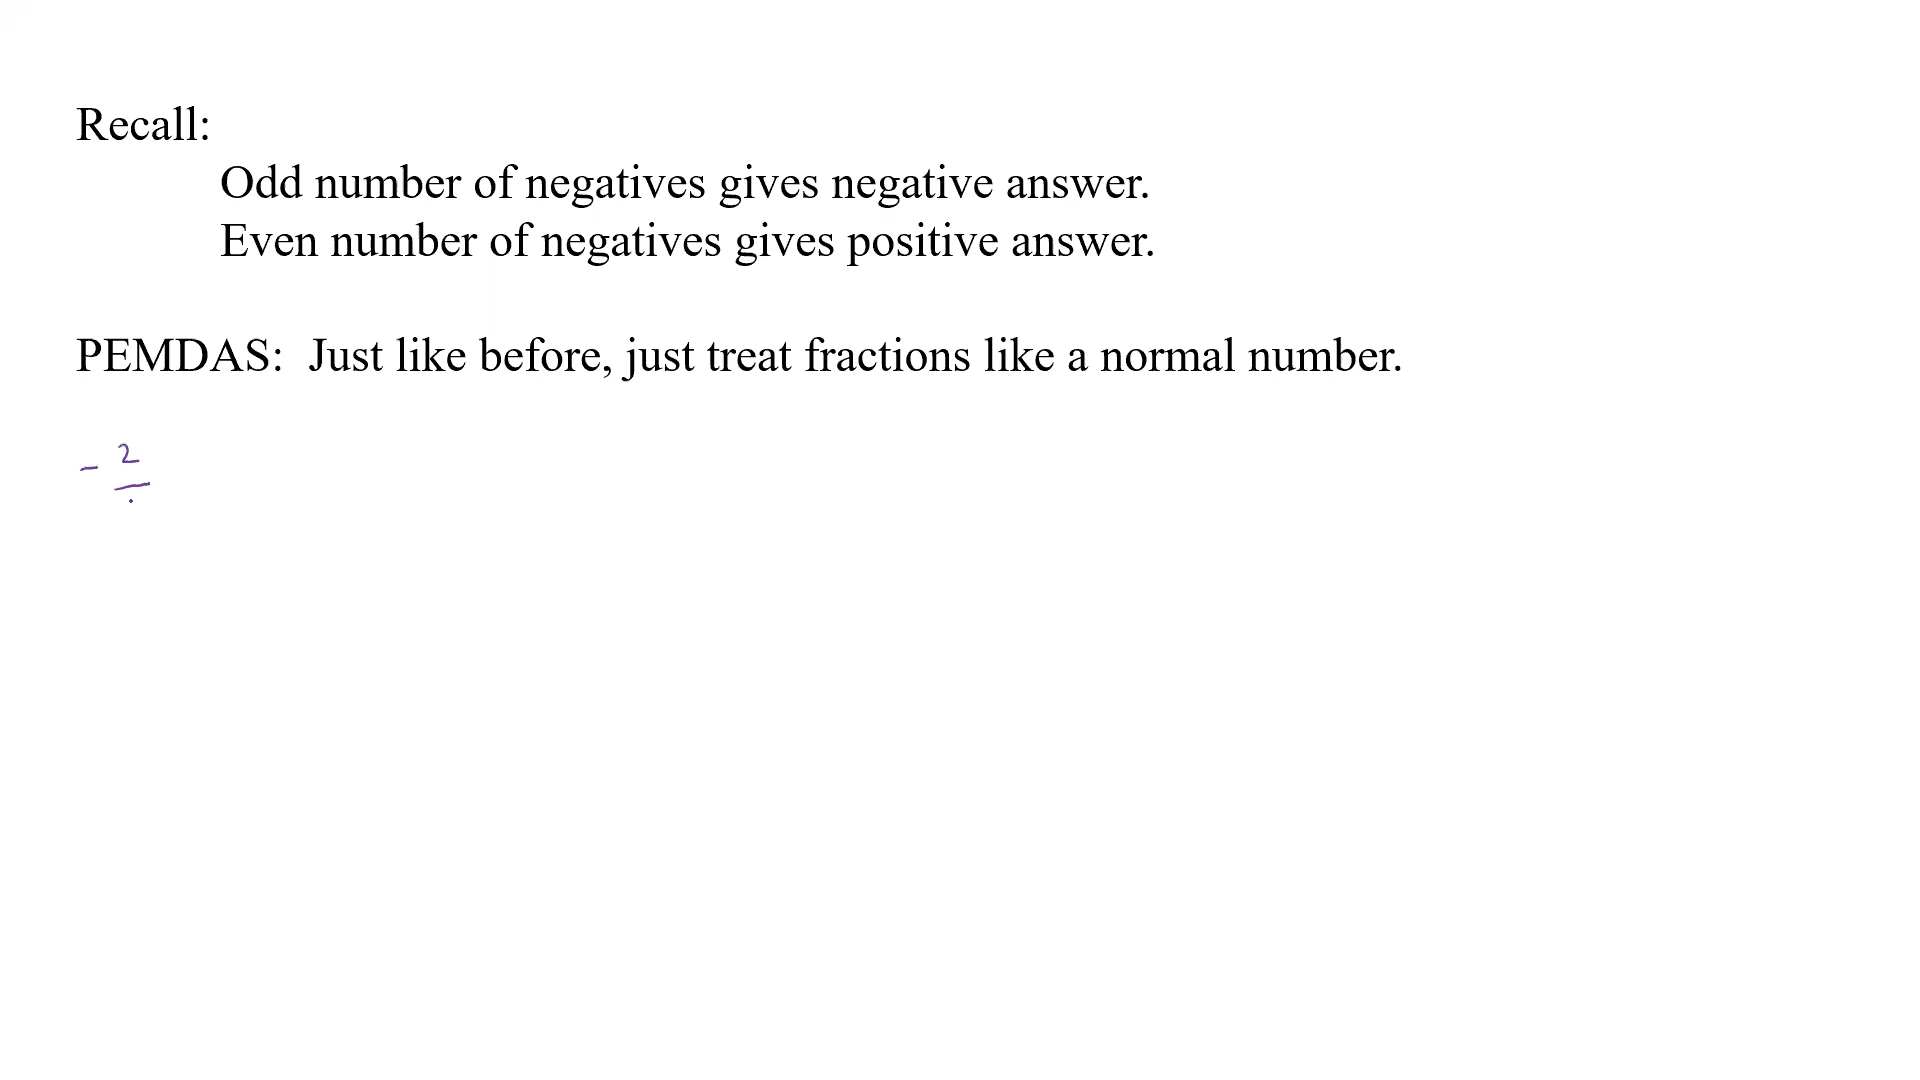 Recall:
Odd number of negatives gives negative answer.
Even number of negatives gives positive answer.
PEMDAS: Just like before, just treat fractions like a normal number.
- 2